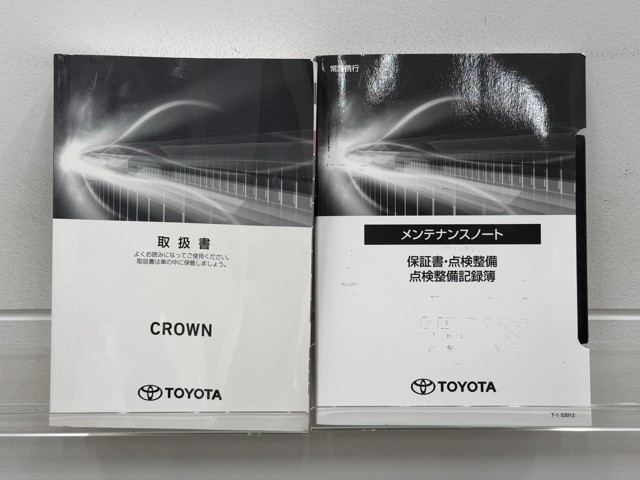 取扱書
よくお読みになってご使用ください。
取扱書は車の中に保管しましょう。
CROWN
TOYOTA
常時携行
メンテナンスノート
保証書・点検整備
点検整備記録簿
TOYOTA